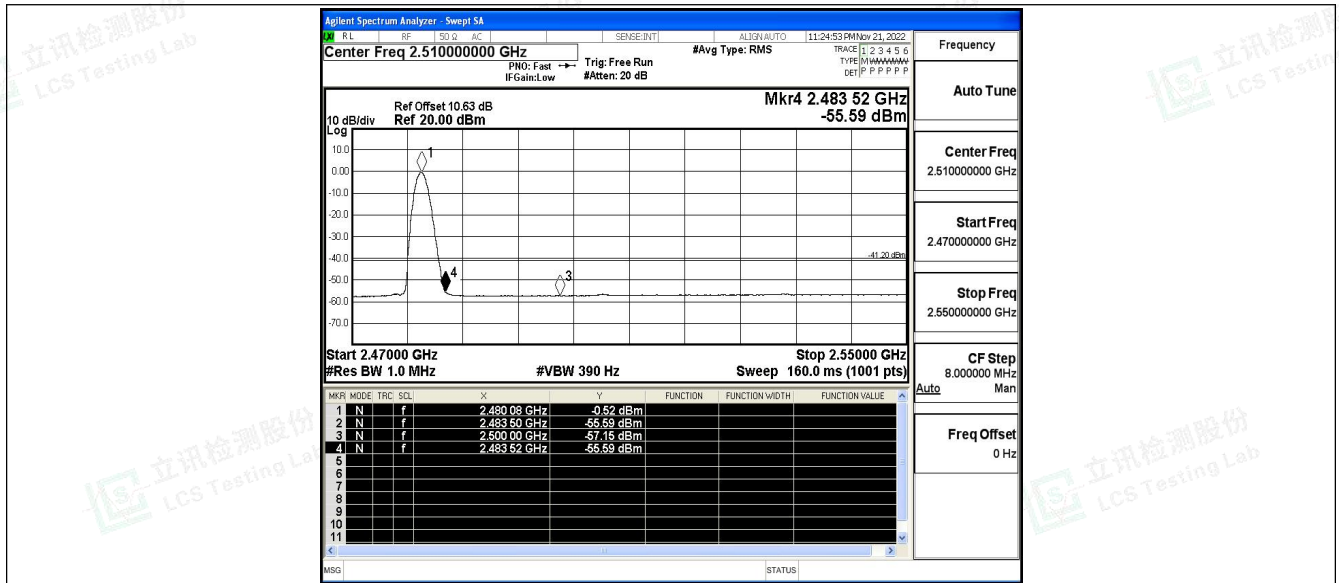 Agilent Spectrum Analyzer - Swept SA
RL RF 50 Ω AC SENSE:INT ALIGN AUTO 11:24:53 PM Nov 21, 2022
Center Freq 2.510000000 GHz
PNO: Fast
IFGain:Low
Trig: Free Run
#Atten: 20 dB
#Avg Type: RMS
TRACE 1 2 3 4 5 6
TYPE MWWWWW
DET P P P P P P
Ref Offset 10.63 dB
Ref 20.00 dBm
10 dB/div
Log
Mkr4 2.483 52 GHz
-55.59 dBm
10.0
0.00
-10.0
-20.0
-30.0
-40.0
-50.0
-60.0
-70.0
1
4
3
-41.20 dBm
Start 2.47000 GHz Stop 2.55000 GHz
#Res BW 1.0 MHz #VBW 390 Hz Sweep 160.0 ms (1001 pts)
MKR MODE TRC SCL X Y FUNCTION FUNCTION WIDTH FUNCTION VALUE
1 N f 2.480 08 GHz -0.52 dBm
2 N f 2.483 50 GHz -55.59 dBm
3 N f 2.500 00 GHz -57.15 dBm
4 N f 2.483 52 GHz -55.59 dBm
5
6
7
8
9
10
11
MSG STATUS
Frequency
Auto Tune
Center Freq
2.510000000 GHz
Start Freq
2.470000000 GHz
Stop Freq
2.550000000 GHz
CF Step
8.000000 MHz
Auto Man
Freq Offset
0 Hz
立讯检测股份
LCS Testing Lab
立讯检测股
LCS Testin
立讯检测股份
LCS Testing Lab
立讯检测股份
LCS Testing Lab